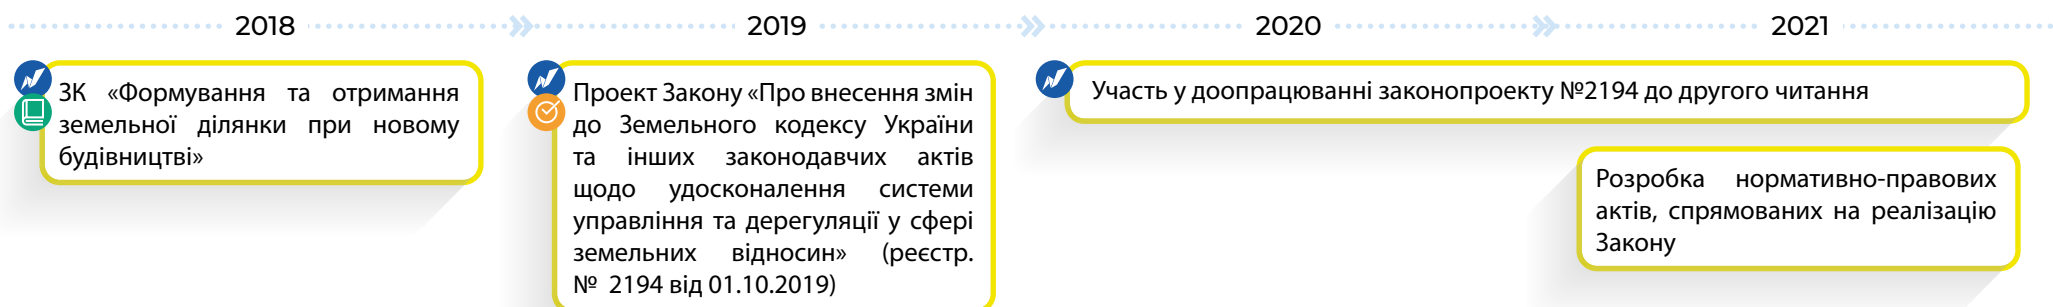 2018
2019
2020
2021
ЗК «Формування та отримання
земельної ділянки при новому
будівництві»
Проект Закону «Про внесення змін
до Земельного кодексу України
та інших законодавчих актів
щодо удосконалення системи
управління та дерегуляції у сфері
земельних відносин» (реєстр.
№ 2194 від 01.10.2019)
Участь у доопрацюванні законопроекту №2194 до другого читання
Розробка нормативно-правових
актів, спрямованих на реалізацію
Закону